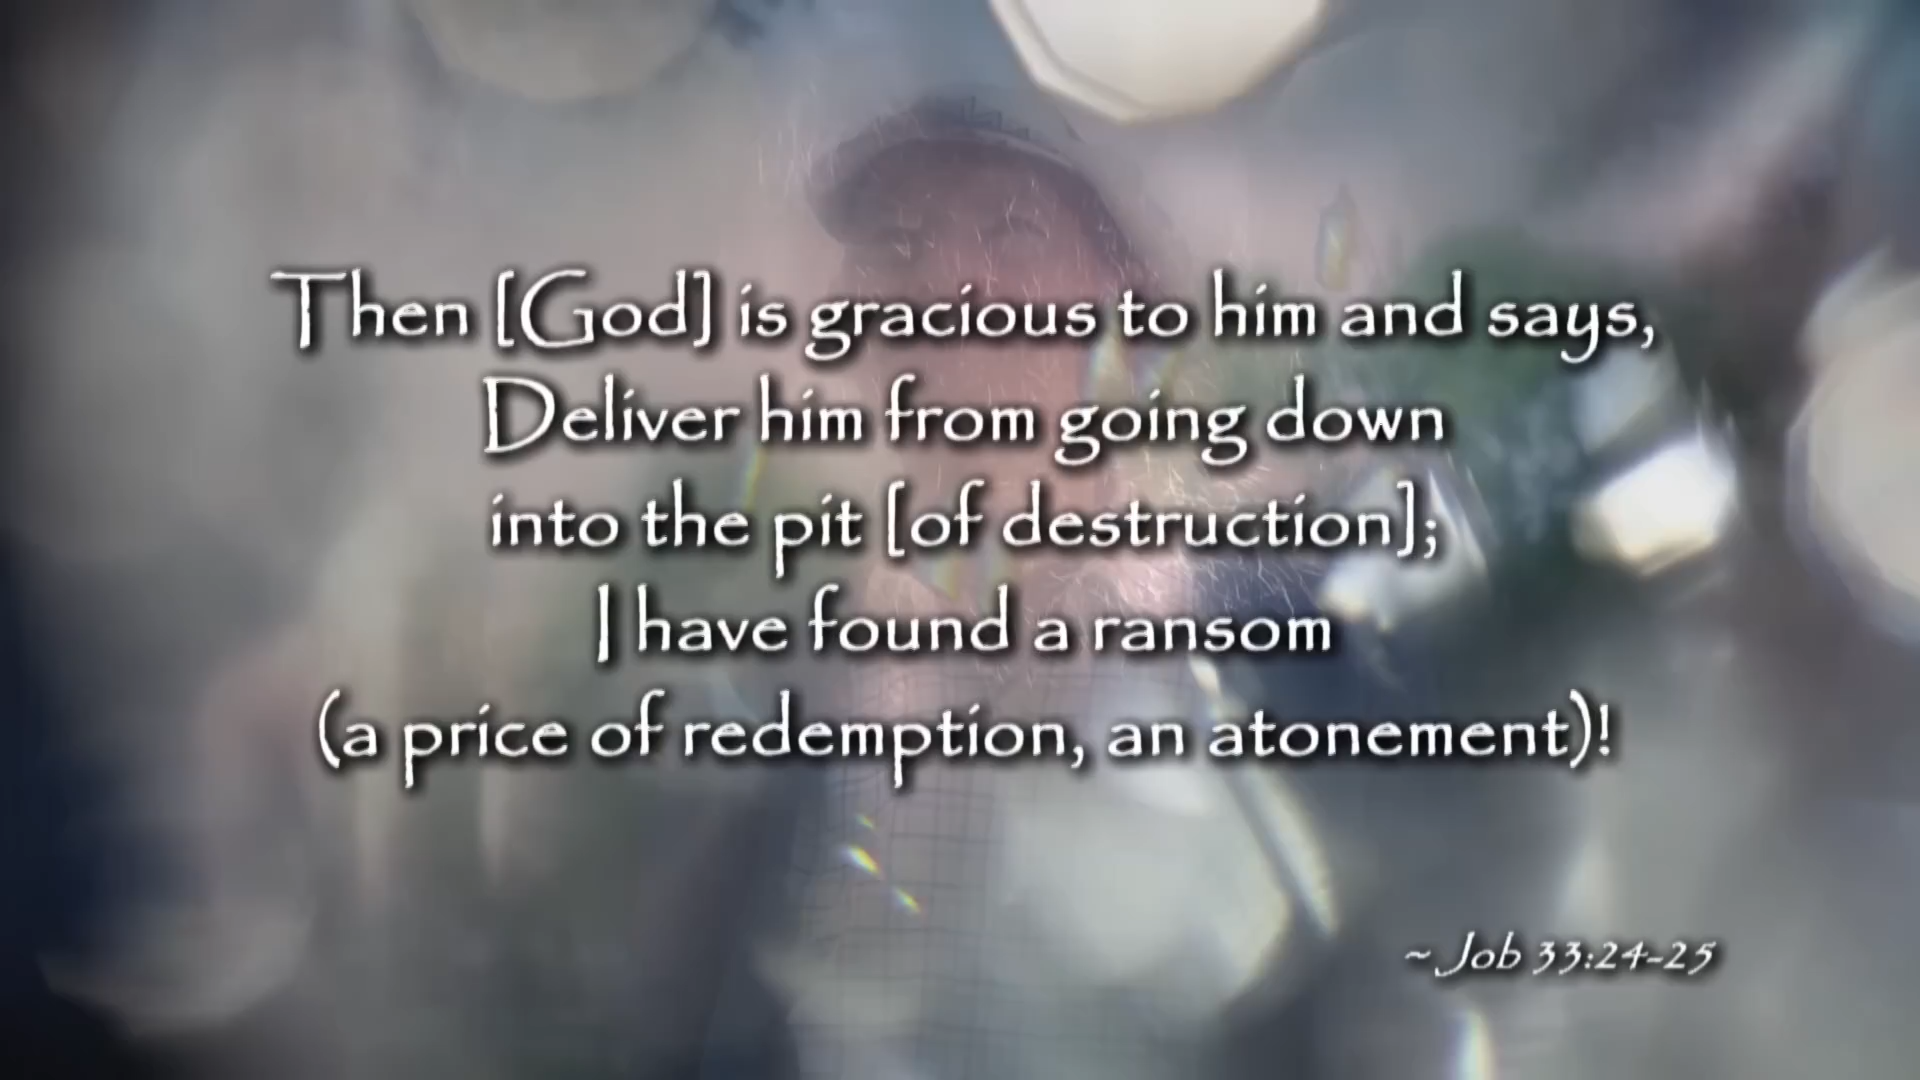 Then [God] is gracious to him and says,
Deliver him from going down
into the pit [of destruction];
I have found a ransom
(a price of redemption, an atonement)!
~ Job 33:24-25